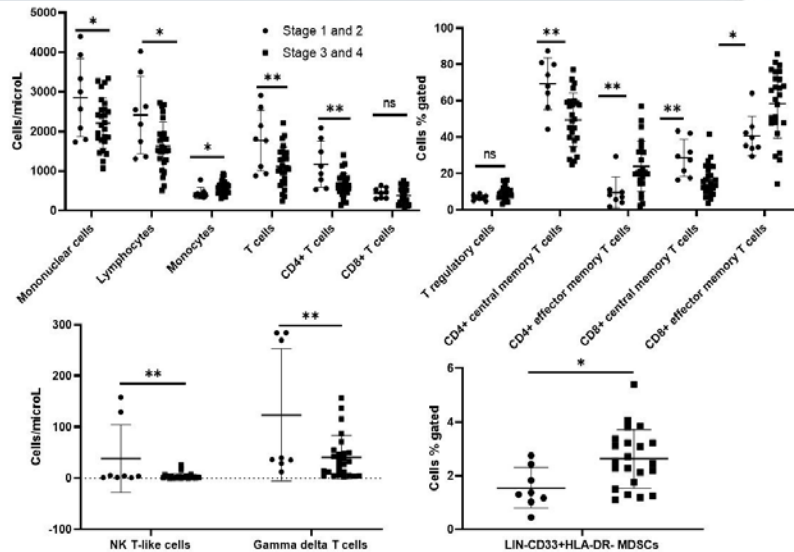 Cells/microL
5000
4000
3000
2000
1000
0
*
*
*
**
**
ns
Stage 1 and 2
Stage 3 and 4
Mononuclear cells
Lymphocytes
Monocytes
T cells
CD4+ T cells
CD8+ T cells
Cells % gated
100
80
60
40
20
0
ns
**
**
**
*
T regulatory cells
CD4+ central memory T cells
CD4+ effector memory T cells
CD8+ central memory T cells
CD8+ effector memory T cells
Cells/microL
300
200
100
0
-100
**
**
NK T-like cells
Gamma delta T cells
Cells % gated
6
4
2
0
*
LIN-CD33+HLA-DR- MDSCs